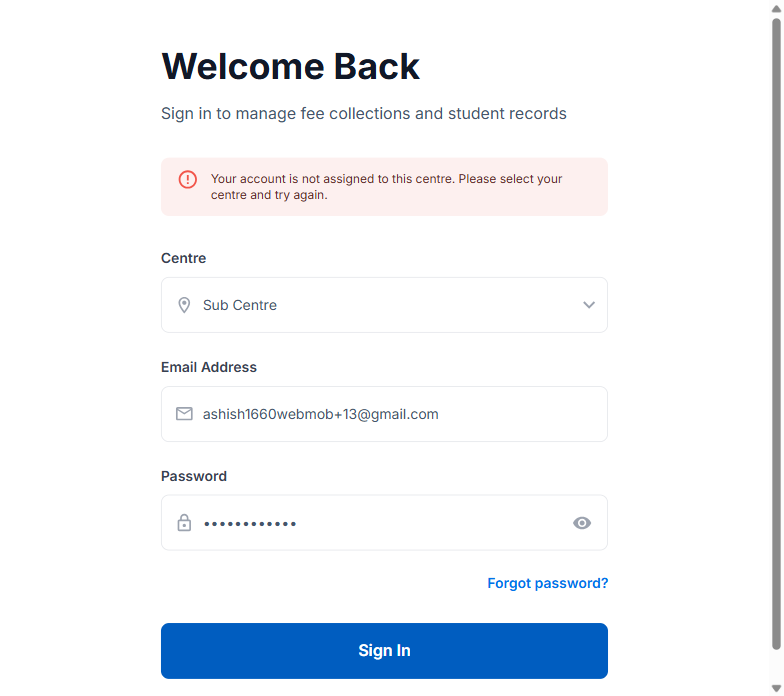 Welcome Back
Sign in to manage fee collections and student records
Your account is not assigned to this centre. Please select your
centre and try again.
Centre
Sub Centre
Email Address
ashish1660webmob+13@gmail.com
Password
••••••••••••
Forgot password?
Sign In